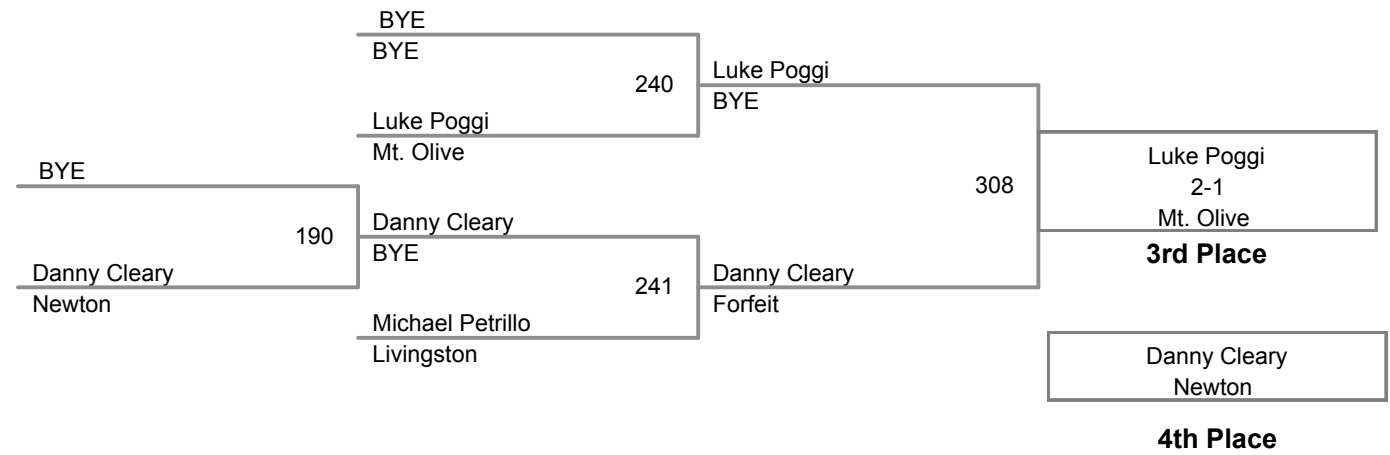 BYE
BYE
240
Luke Poggi
Mt. Olive
BYE
190
Danny Cleary
Newton
Danny Cleary
BYE
241
Michael Petrillo
Livingston
Luke Poggi
BYE
308
Danny Cleary
Forfeit
Luke Poggi
2-1
Mt. Olive
3rd Place
Danny Cleary
Newton
4th Place